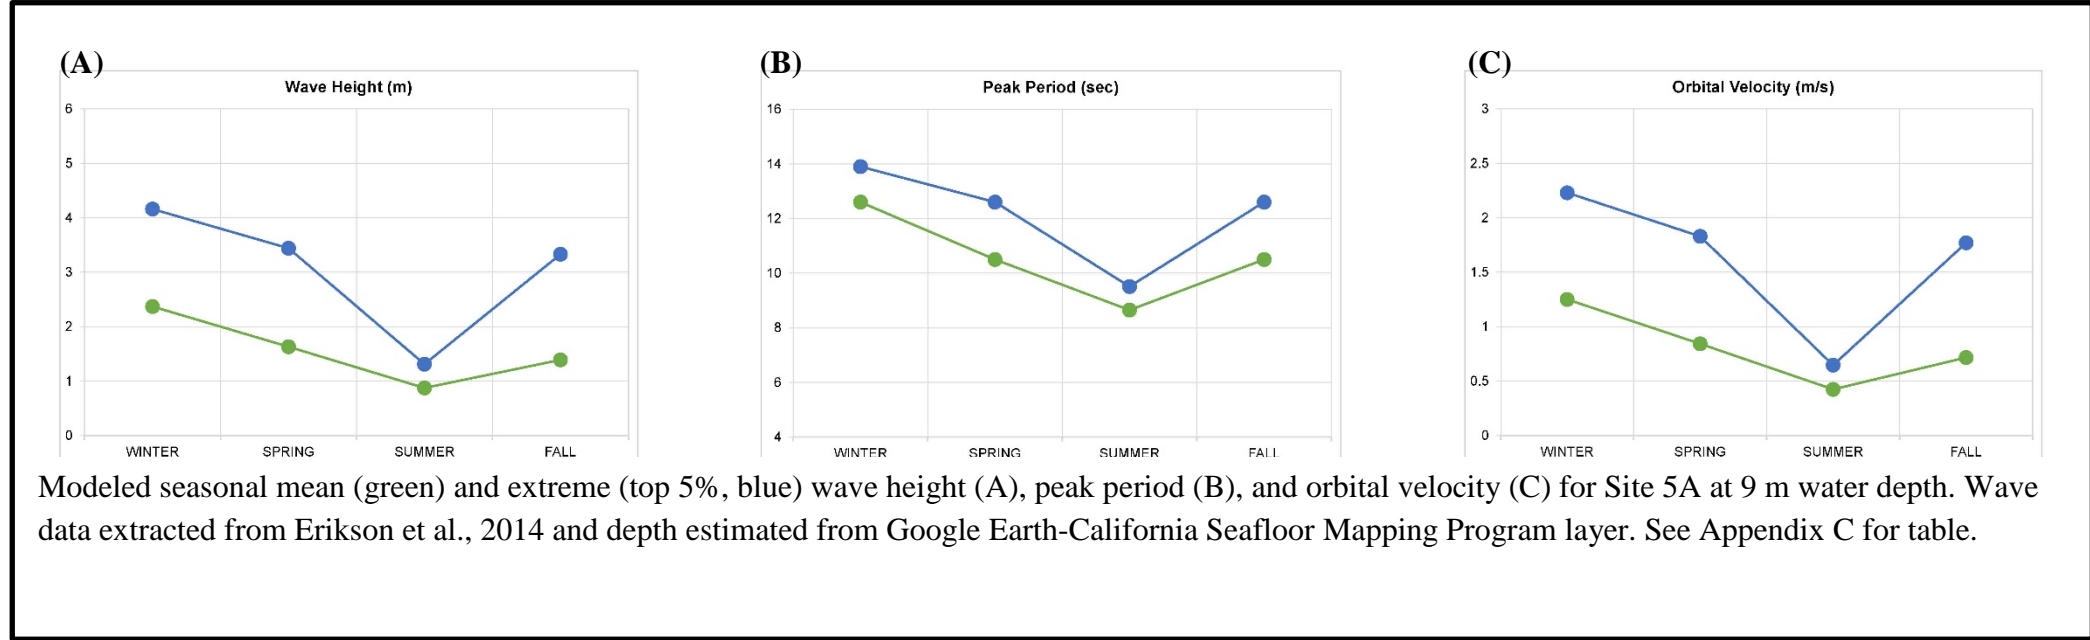 (A)
Wave Height (m)
6
5
4
3
2
1
0
WINTER SPRING SUMMER FALL
(B)
Peak Period (sec)
16
14
12
10
8
6
4
WINTER SPRING SUMMER FALL
(C)
Orbital Velocity (m/s)
3
2.5
2
1.5
1
0.5
0
WINTER SPRING SUMMER FALL
Modeled seasonal mean (green) and extreme (top 5%, blue) wave height (A), peak period (B), and orbital velocity (C) for Site 5A at 9 m water depth. Wave
data extracted from Erikson et al., 2014 and depth estimated from Google Earth-California Seafloor Mapping Program layer. See Appendix C for table.